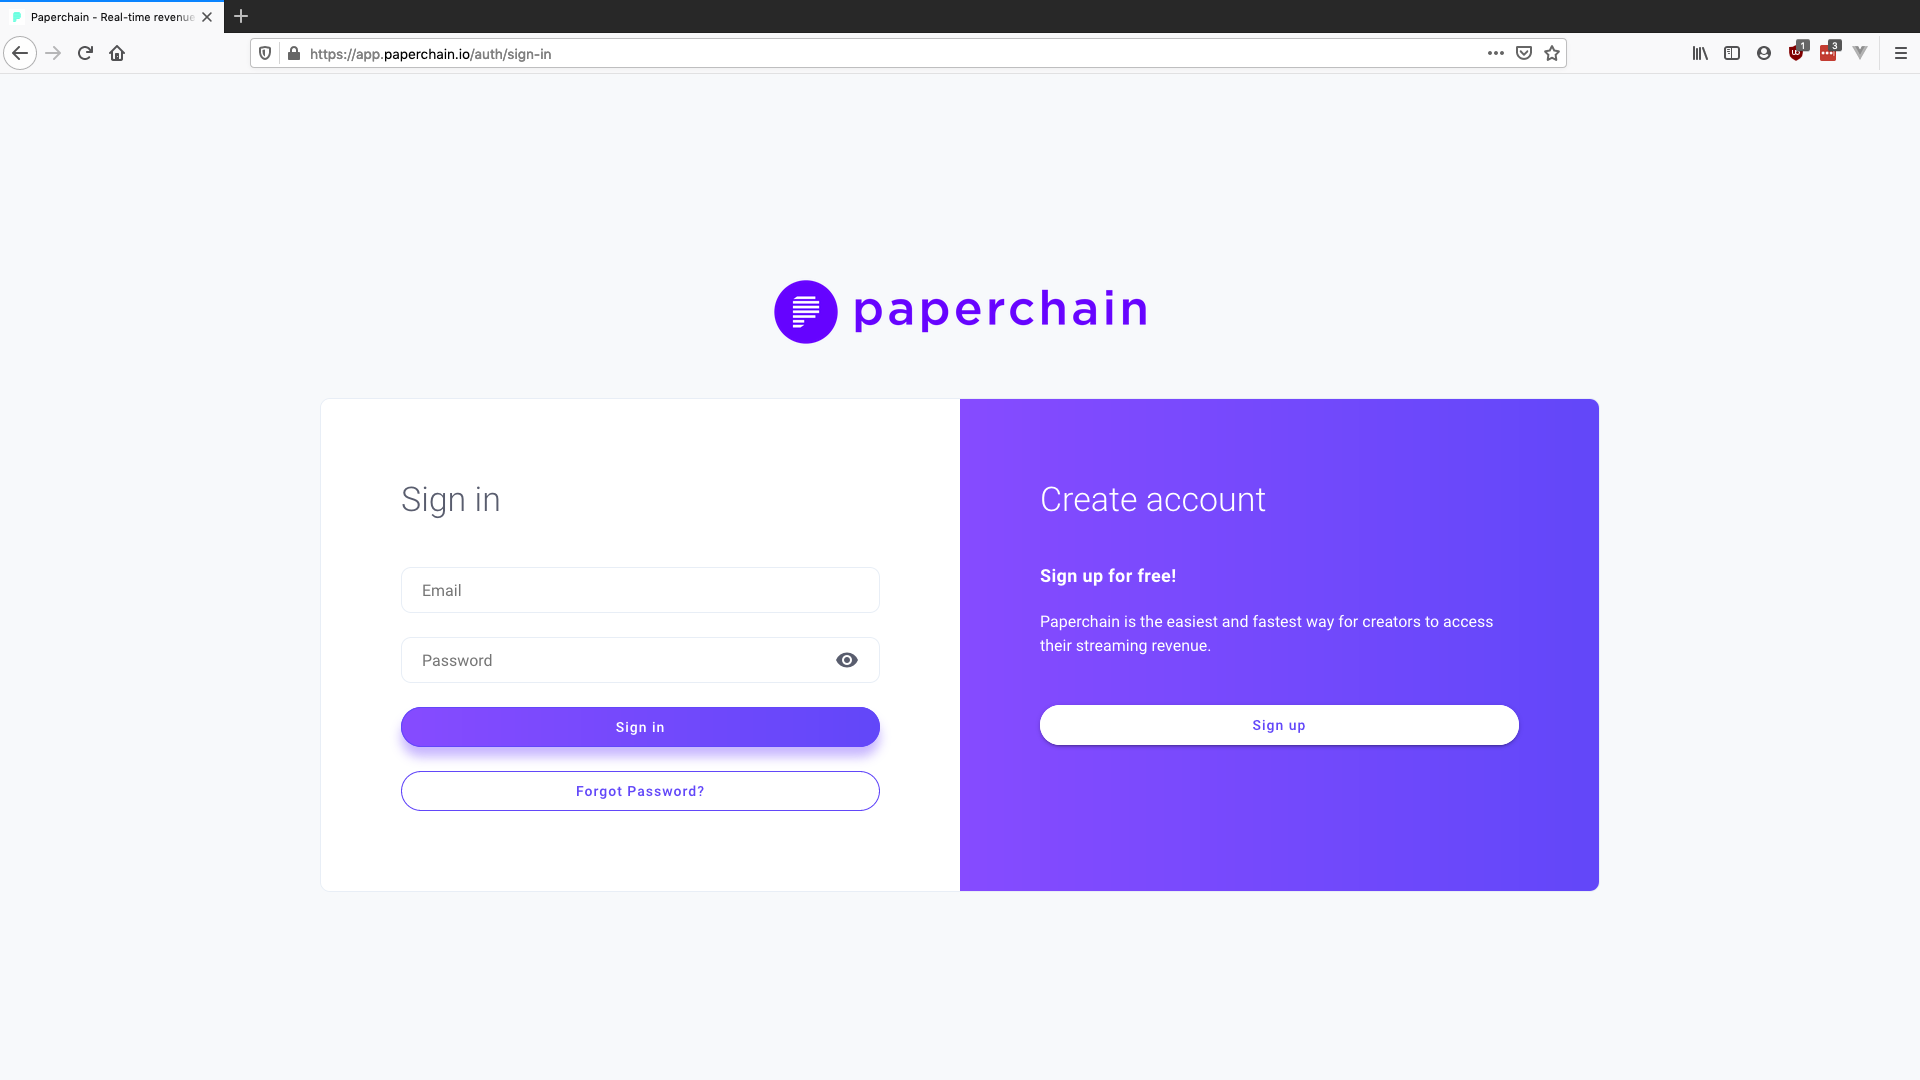 Paperchain - Real-time revenue
https://app.paperchain.io/auth/sign-in
1
3
paperchain
Sign in
Email
Password
Sign in
Forgot Password?
Create account
Sign up for free!
Paperchain is the easiest and fastest way for creators to access
their streaming revenue.
Sign up